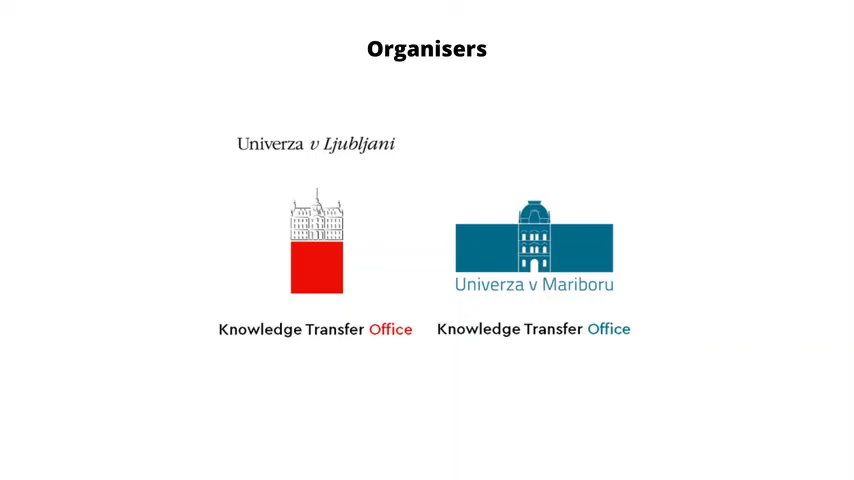 Organisers
Univerza v Ljubljani
Univerza v Mariboru
Knowledge Transfer Office
Knowledge Transfer Office